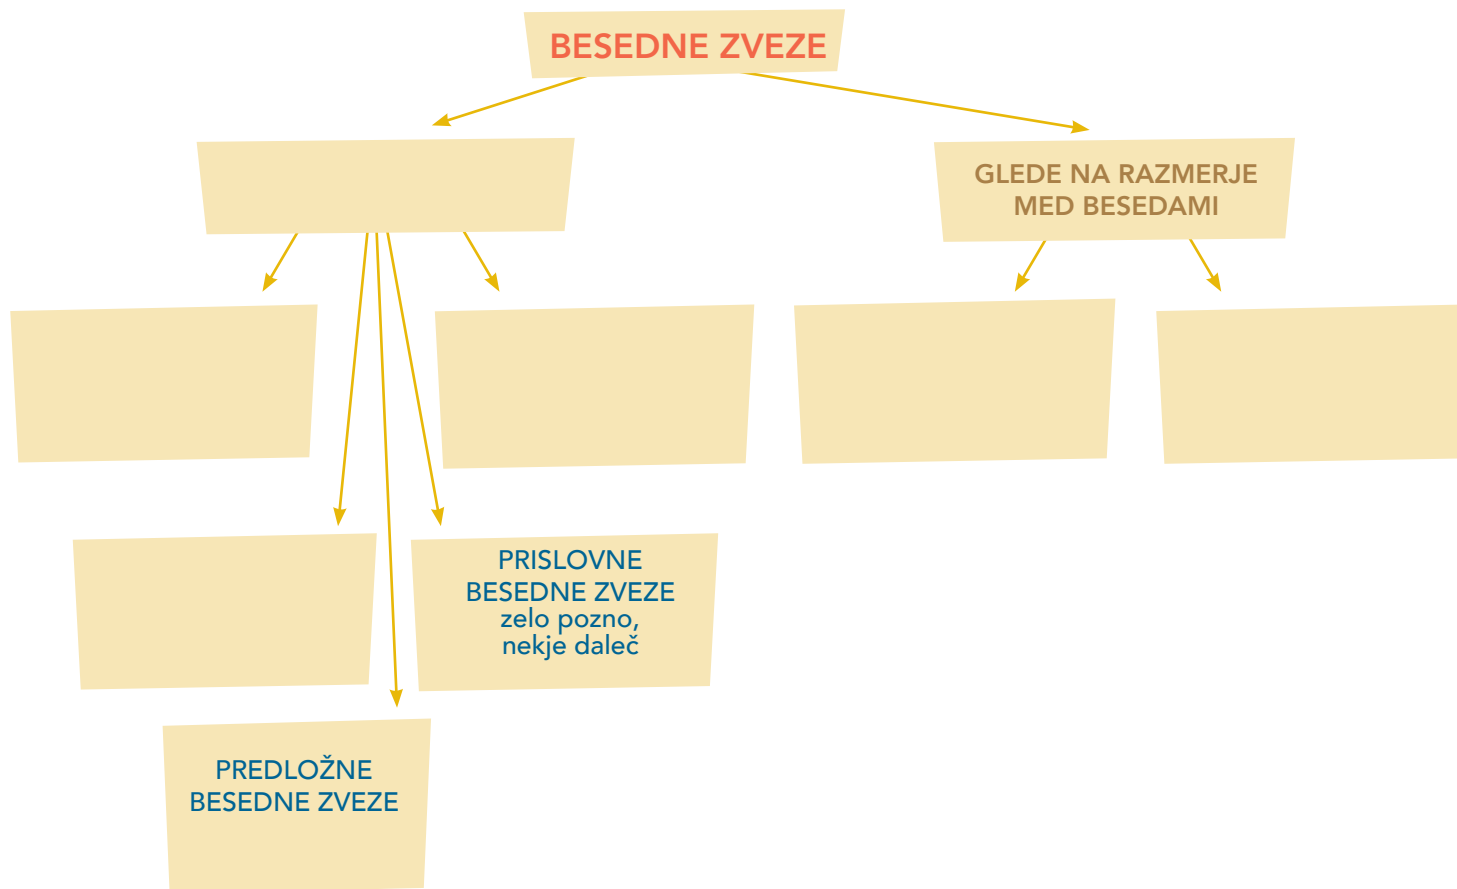 BESEDNE ZVEZE
GLEDE NA RAZMERJE
MED BESEDAMI
PRISLOVNE
BESEDNE ZVEZE
zelo pozno,
nekje daleč
PREDLOŽNE
BESEDNE ZVEZE